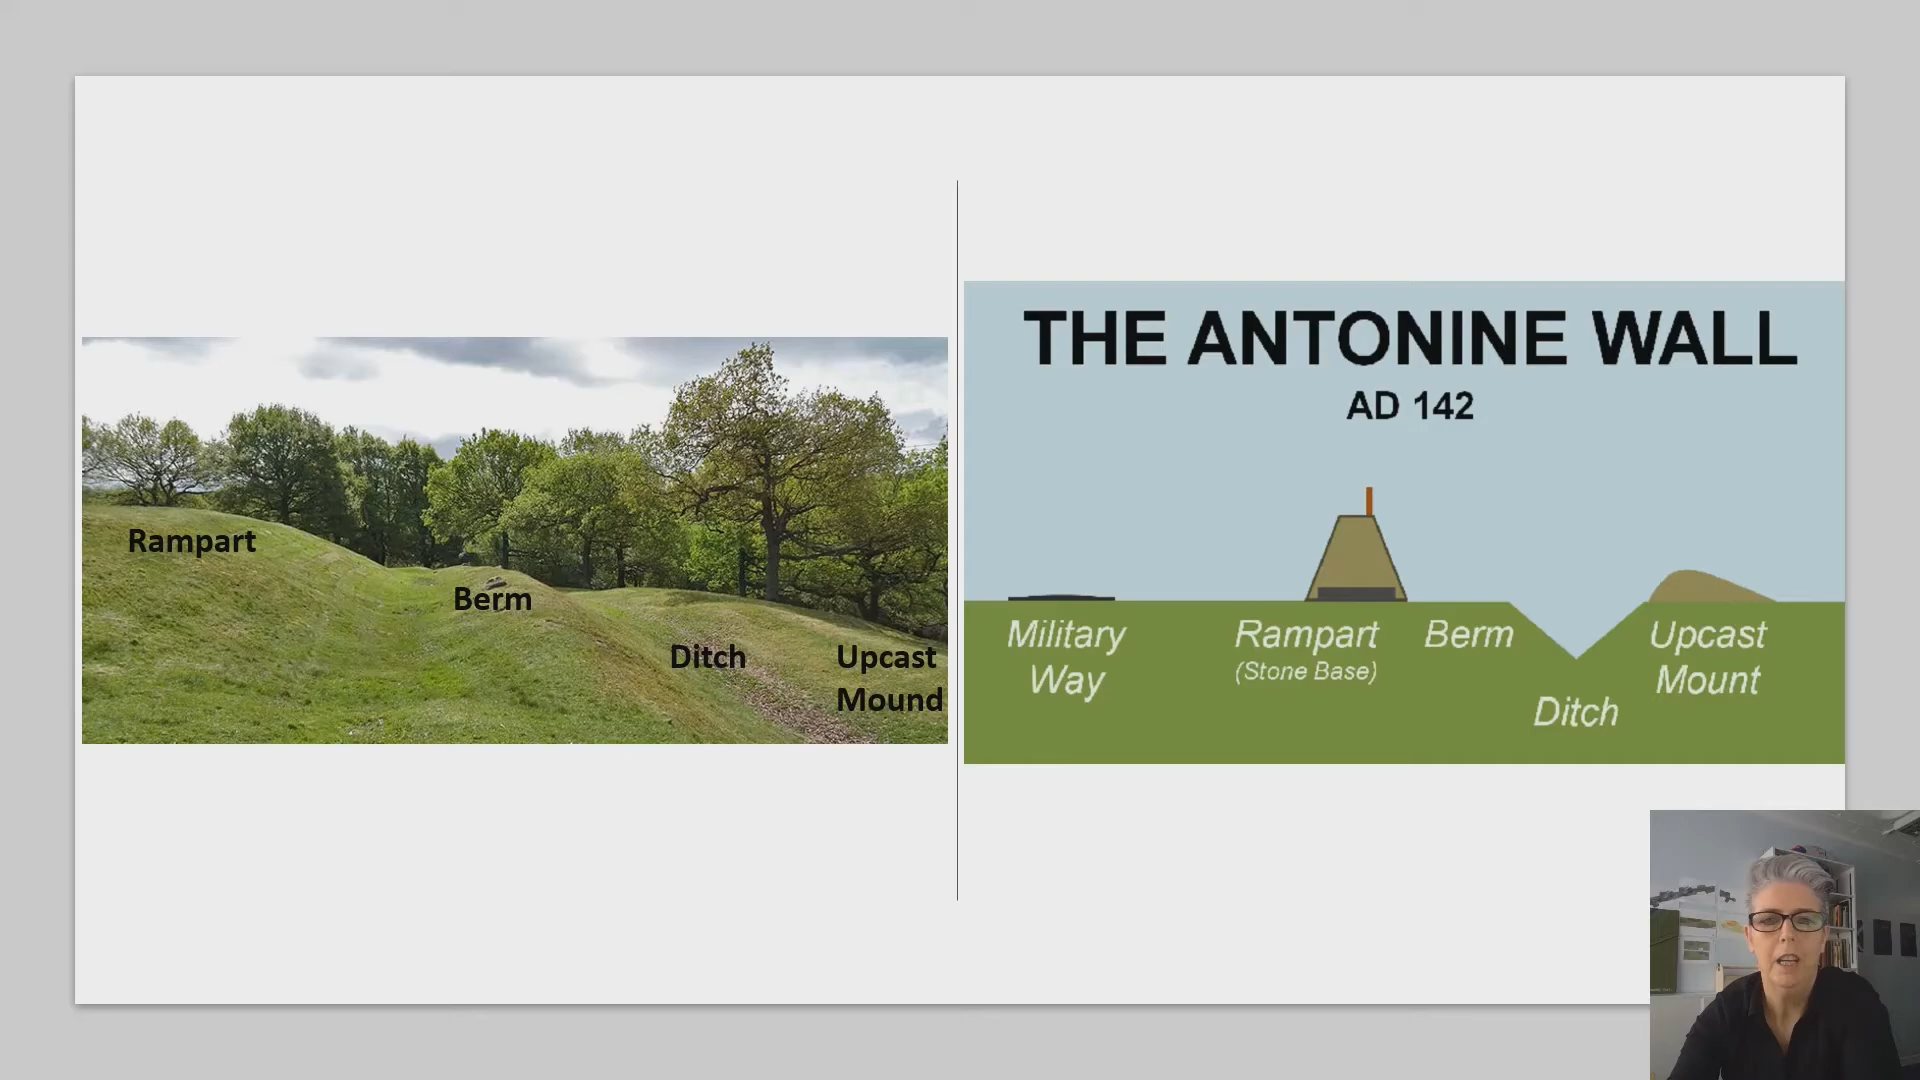 Rampart
Berm
Ditch
Upcast
Mound
THE ANTONINE WALL
AD 142
Military
Way
Rampart
(Stone Base)
Berm
Ditch
Upcast
Mount